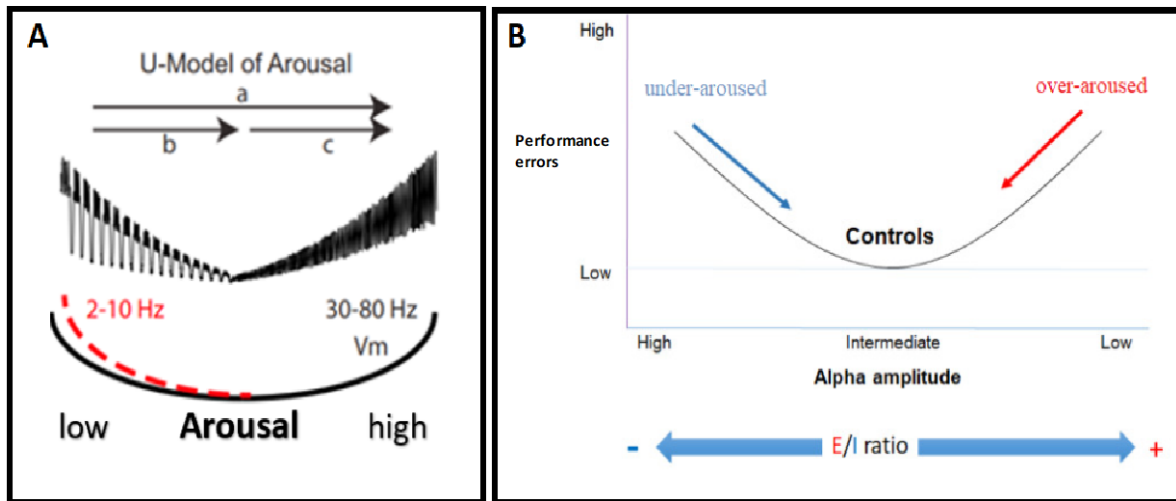 A
U-Model of Arousal
a
b c
2-10 Hz 30-80 Hz
Vm
low Arousal high
B
High
under-aroused over-aroused
Performance
errors
Controls
Low
High Intermediate Low
Alpha amplitude
- E/I ratio +